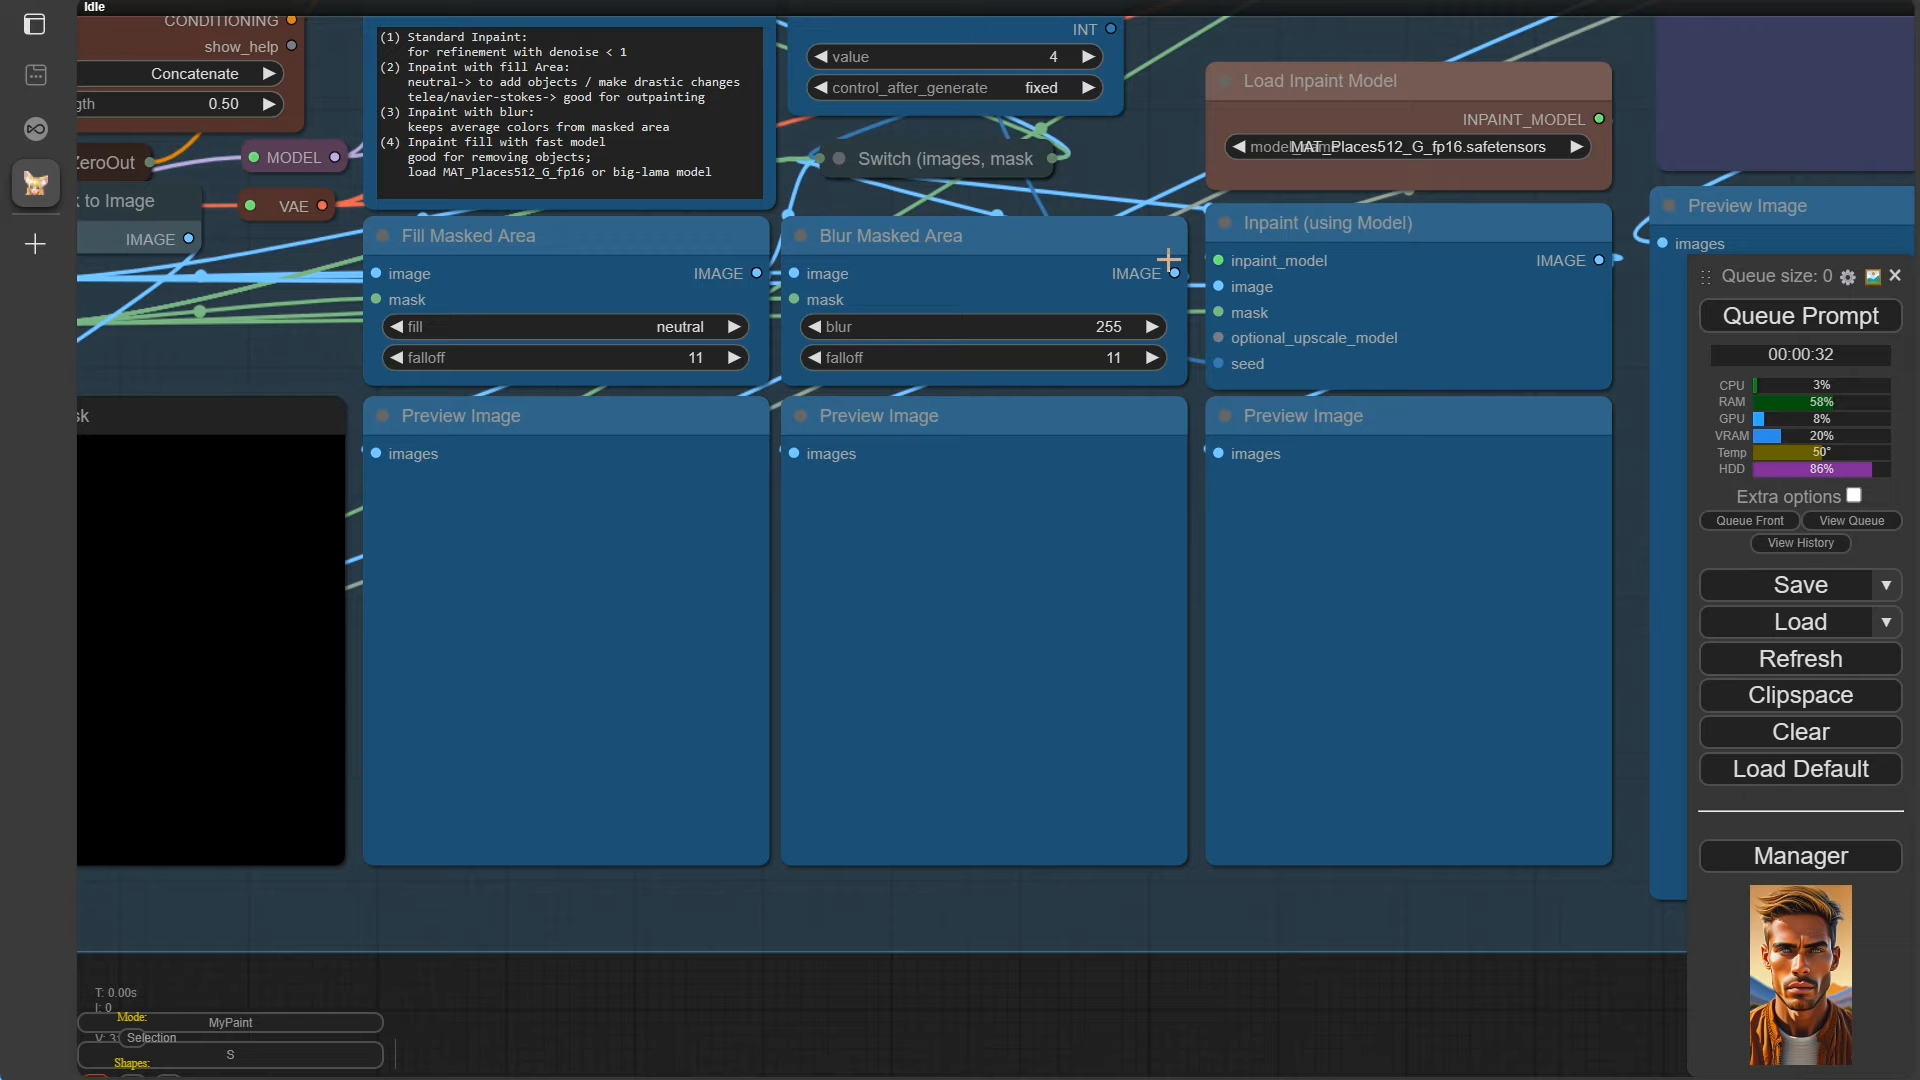 Idle
CONDITIONING
show_help
Concatenate
gth 0.50
ZeroOut
MODEL
k to Image
VAE
IMAGE
(1) Standard Inpaint:
for refinement with denoise < 1
(2) Inpaint with fill Area:
neutral-> to add objects / make drastic changes
telea/navier-stokes-> good for outpainting
(3) Inpaint with blur:
keeps average colors from masked area
(4) Inpaint fill with fast model
good for removing objects;
load MAT_Places512_G_fp16 or big-lama model
INT
value 4
control_after_generate fixed
Switch (images, mask
Load Inpaint Model
INPAINT_MODEL
model_name MAT_Places512_G_fp16.safetensors
Fill Masked Area
image IMAGE
mask
fill neutral
falloff 11
Blur Masked Area
image IMAGE
mask
blur 255
falloff 11
Inpaint (using Model)
inpaint_model IMAGE
image
mask
optional_upscale_model
seed
Preview Image
images
sk
Preview Image
images
Preview Image
images
Preview Image
images
Queue size: 0
Queue Prompt
00:00:32
CPU 3%
RAM 58%
GPU 8%
VRAM 20%
Temp 50°
HDD 86%
Extra options
Queue Front View Queue
View History
Save
Load
Refresh
Clipspace
Clear
Load Default
Manager
T: 0.00s
I: 0
Mode:
MyPaint
V: 3
Selection
S
Shapes: